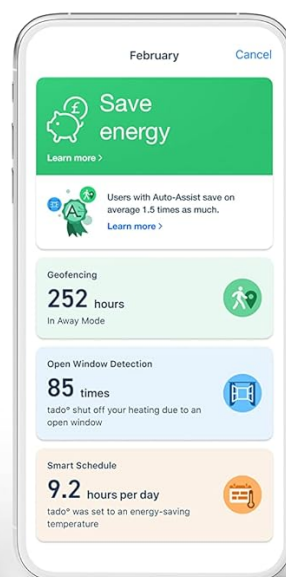 February
Cancel
£
Save
energy
Learn more >
A
Users with Auto-Assist save on
average 1.5 times as much.
Learn more >
Geofencing
252 hours
In Away Mode
Open Window Detection
85 times
tado° shut off your heating due to an
open window
Smart Schedule
9.2 hours per day
tado° was set to an energy-saving
temperature